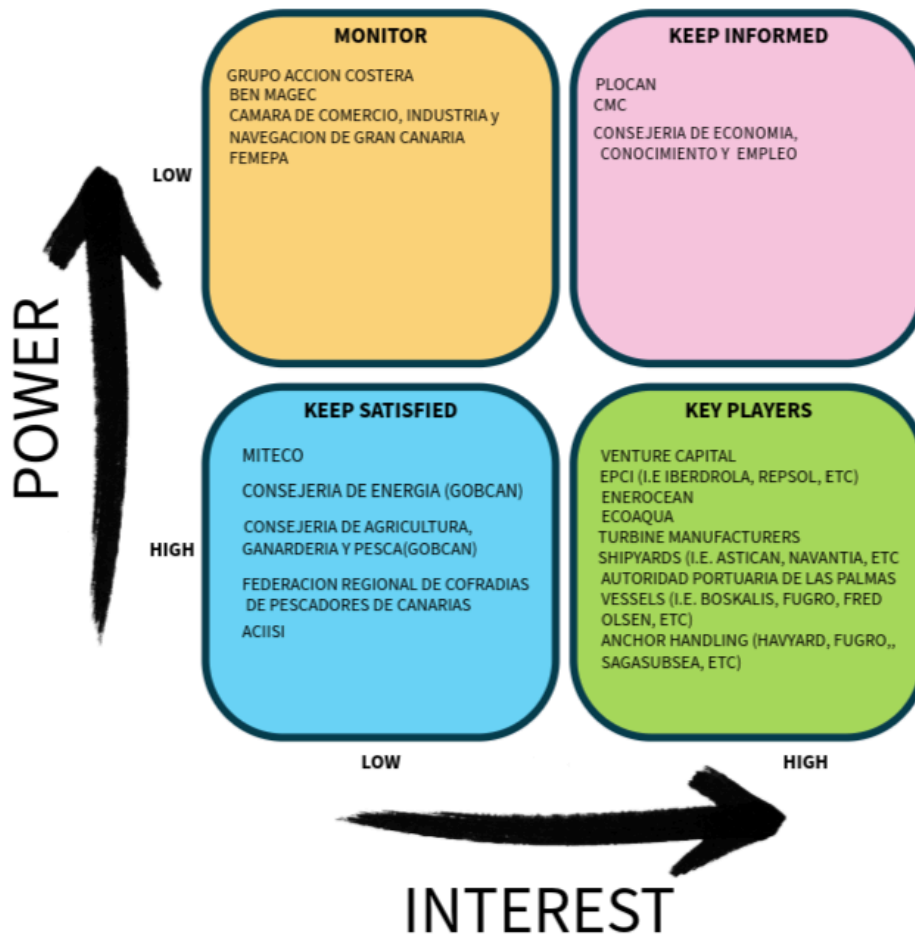 MONITOR
GRUPO ACCION COSTERA
BEN MAGEC
CAMARA DE COMERCIO, INDUSTRIA y
NAVEGACION DE GRAN CANARIA
FEMEPA
KEEP INFORMED
PLOCAN
CMC
CONSEJERIA DE ECONOMIA,
CONOCIMIENTO Y EMPLEO
LOW
POWER
KEEP SATISFIED
MITECO
CONSEJERIA DE ENERGIA (GOBCAN)
CONSEJERIA DE AGRICULTURA,
GANARDERIA Y PESCA(GOBCAN)
FEDERACION REGIONAL DE COFRADIAS
DE PESCADORES DE CANARIAS
ACIISI
KEY PLAYERS
VENTURE CAPITAL
EPCI (I.E IBERDROLA, REPSOL, ETC)
ENEROCEAN
ECOAQUA
TURBINE MANUFACTURERS
SHIPYARDS (I.E. ASTICAN, NAVANTIA, ETC
AUTORIDAD PORTUARIA DE LAS PALMAS
VESSELS (I.E. BOSKALIS, FUGRO, FRED
OLSEN, ETC)
ANCHOR HANDLING (HAVYARD, FUGRO,,
SAGASUBSEA, ETC)
HIGH
LOW
HIGH
INTEREST